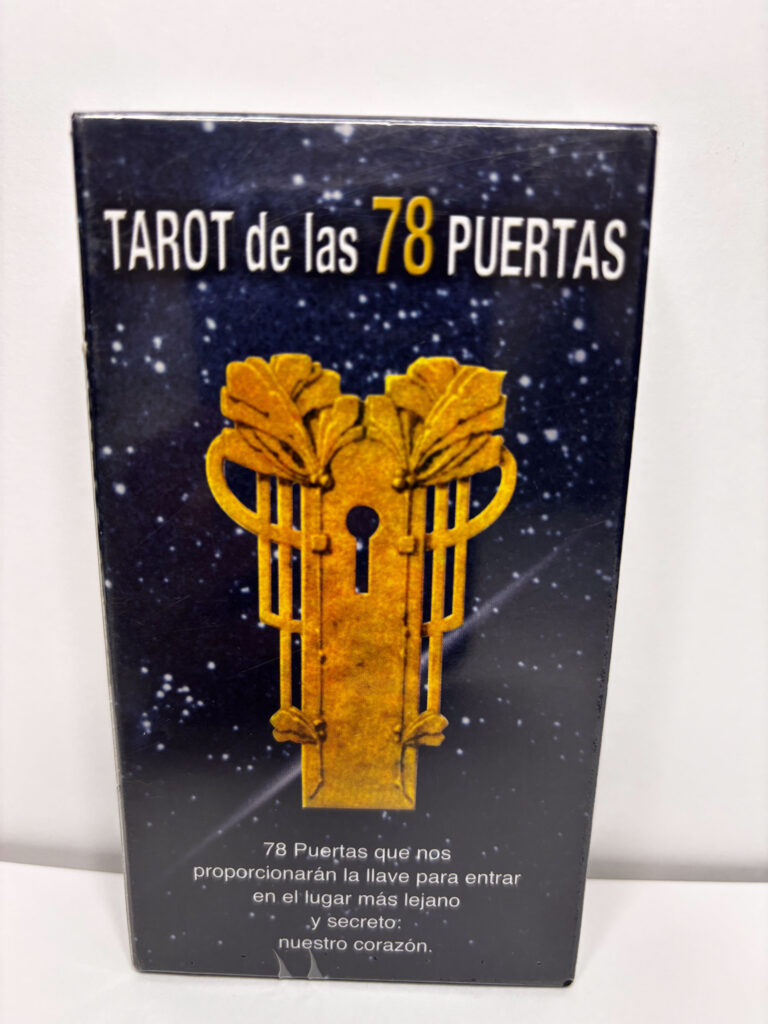 TAROT de las 78 PUERTAS
78 Puertas que nos
proporcionarán la llave para entrar
en el lugar más lejano
y secreto:
nuestro corazón.